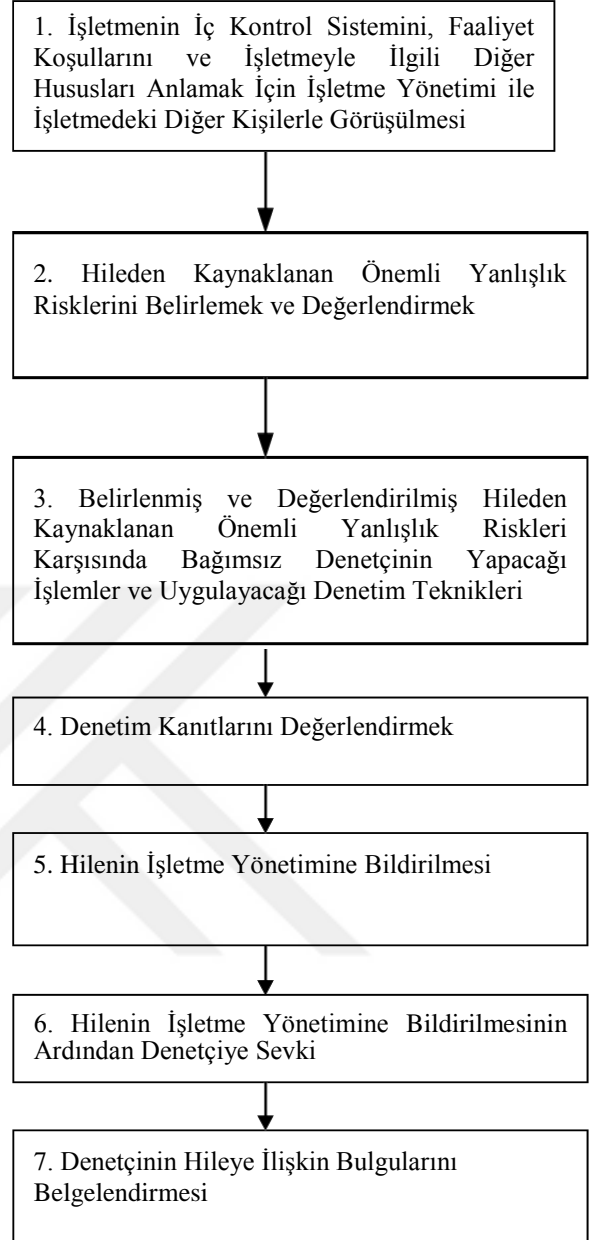 1. İşletmenin İç Kontrol Sistemini, Faaliyet
Koşullarını ve İşletmeyle İlgili Diğer
Hususları Anlamak İçin İşletme Yönetimi ile
İşletmedeki Diğer Kişilerle Görüşülmesi
2. Hileden Kaynaklanan Önemli Yanlışlık
Risklerini Belirlemek ve Değerlendirmek
3. Belirlenmiş ve Değerlendirilmiş Hileden
Kaynaklanan Önemli Yanlışlık Riskleri
Karşısında Bağımsız Denetçinin Yapacağı
İşlemler ve Uygulayacağı Denetim Teknikleri
4. Denetim Kanıtlarını Değerlendirmek
5. Hilenin İşletme Yönetimine Bildirilmesi
6. Hilenin İşletme Yönetimine Bildirilmesinin
Ardından Denetçiye Sevki
7. Denetçinin Hileye İlişkin Bulgularını
Belgelendirmesi